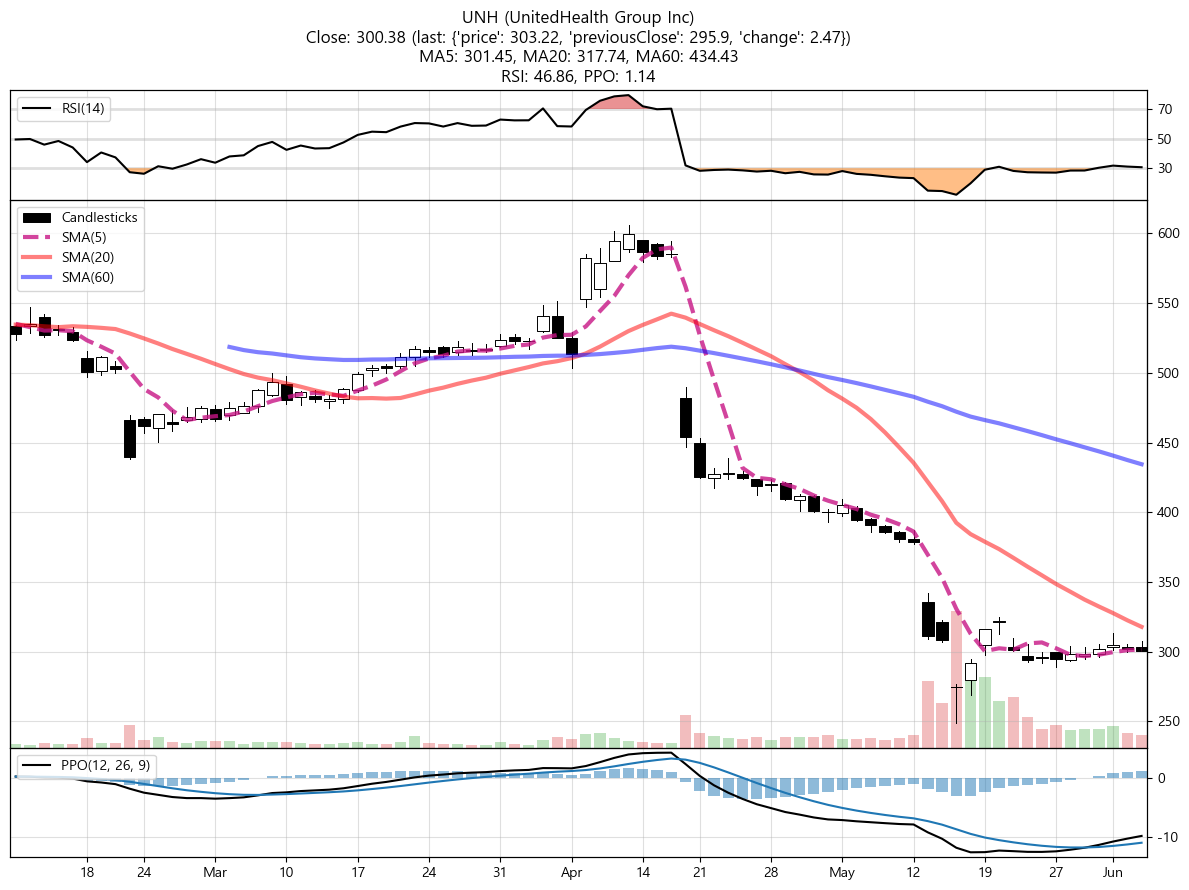 UNH (UnitedHealth Group Inc)
Close: 300.38 (last: {'price': 303.22, 'previousClose': 295.9, 'change': 2.47})
MA5: 301.45, MA20: 317.74, MA60: 434.43
RSI: 46.86, PPO: 1.14
RSI(14)
70
50
30
Candlesticks
SMA(5)
SMA(20)
SMA(60)
600
550
500
450
400
350
300
250
PPO(12, 26, 9)
0
-10
18 24 Mar 10 17 24 31 Apr 14 21 28 May 12 19 27 Jun